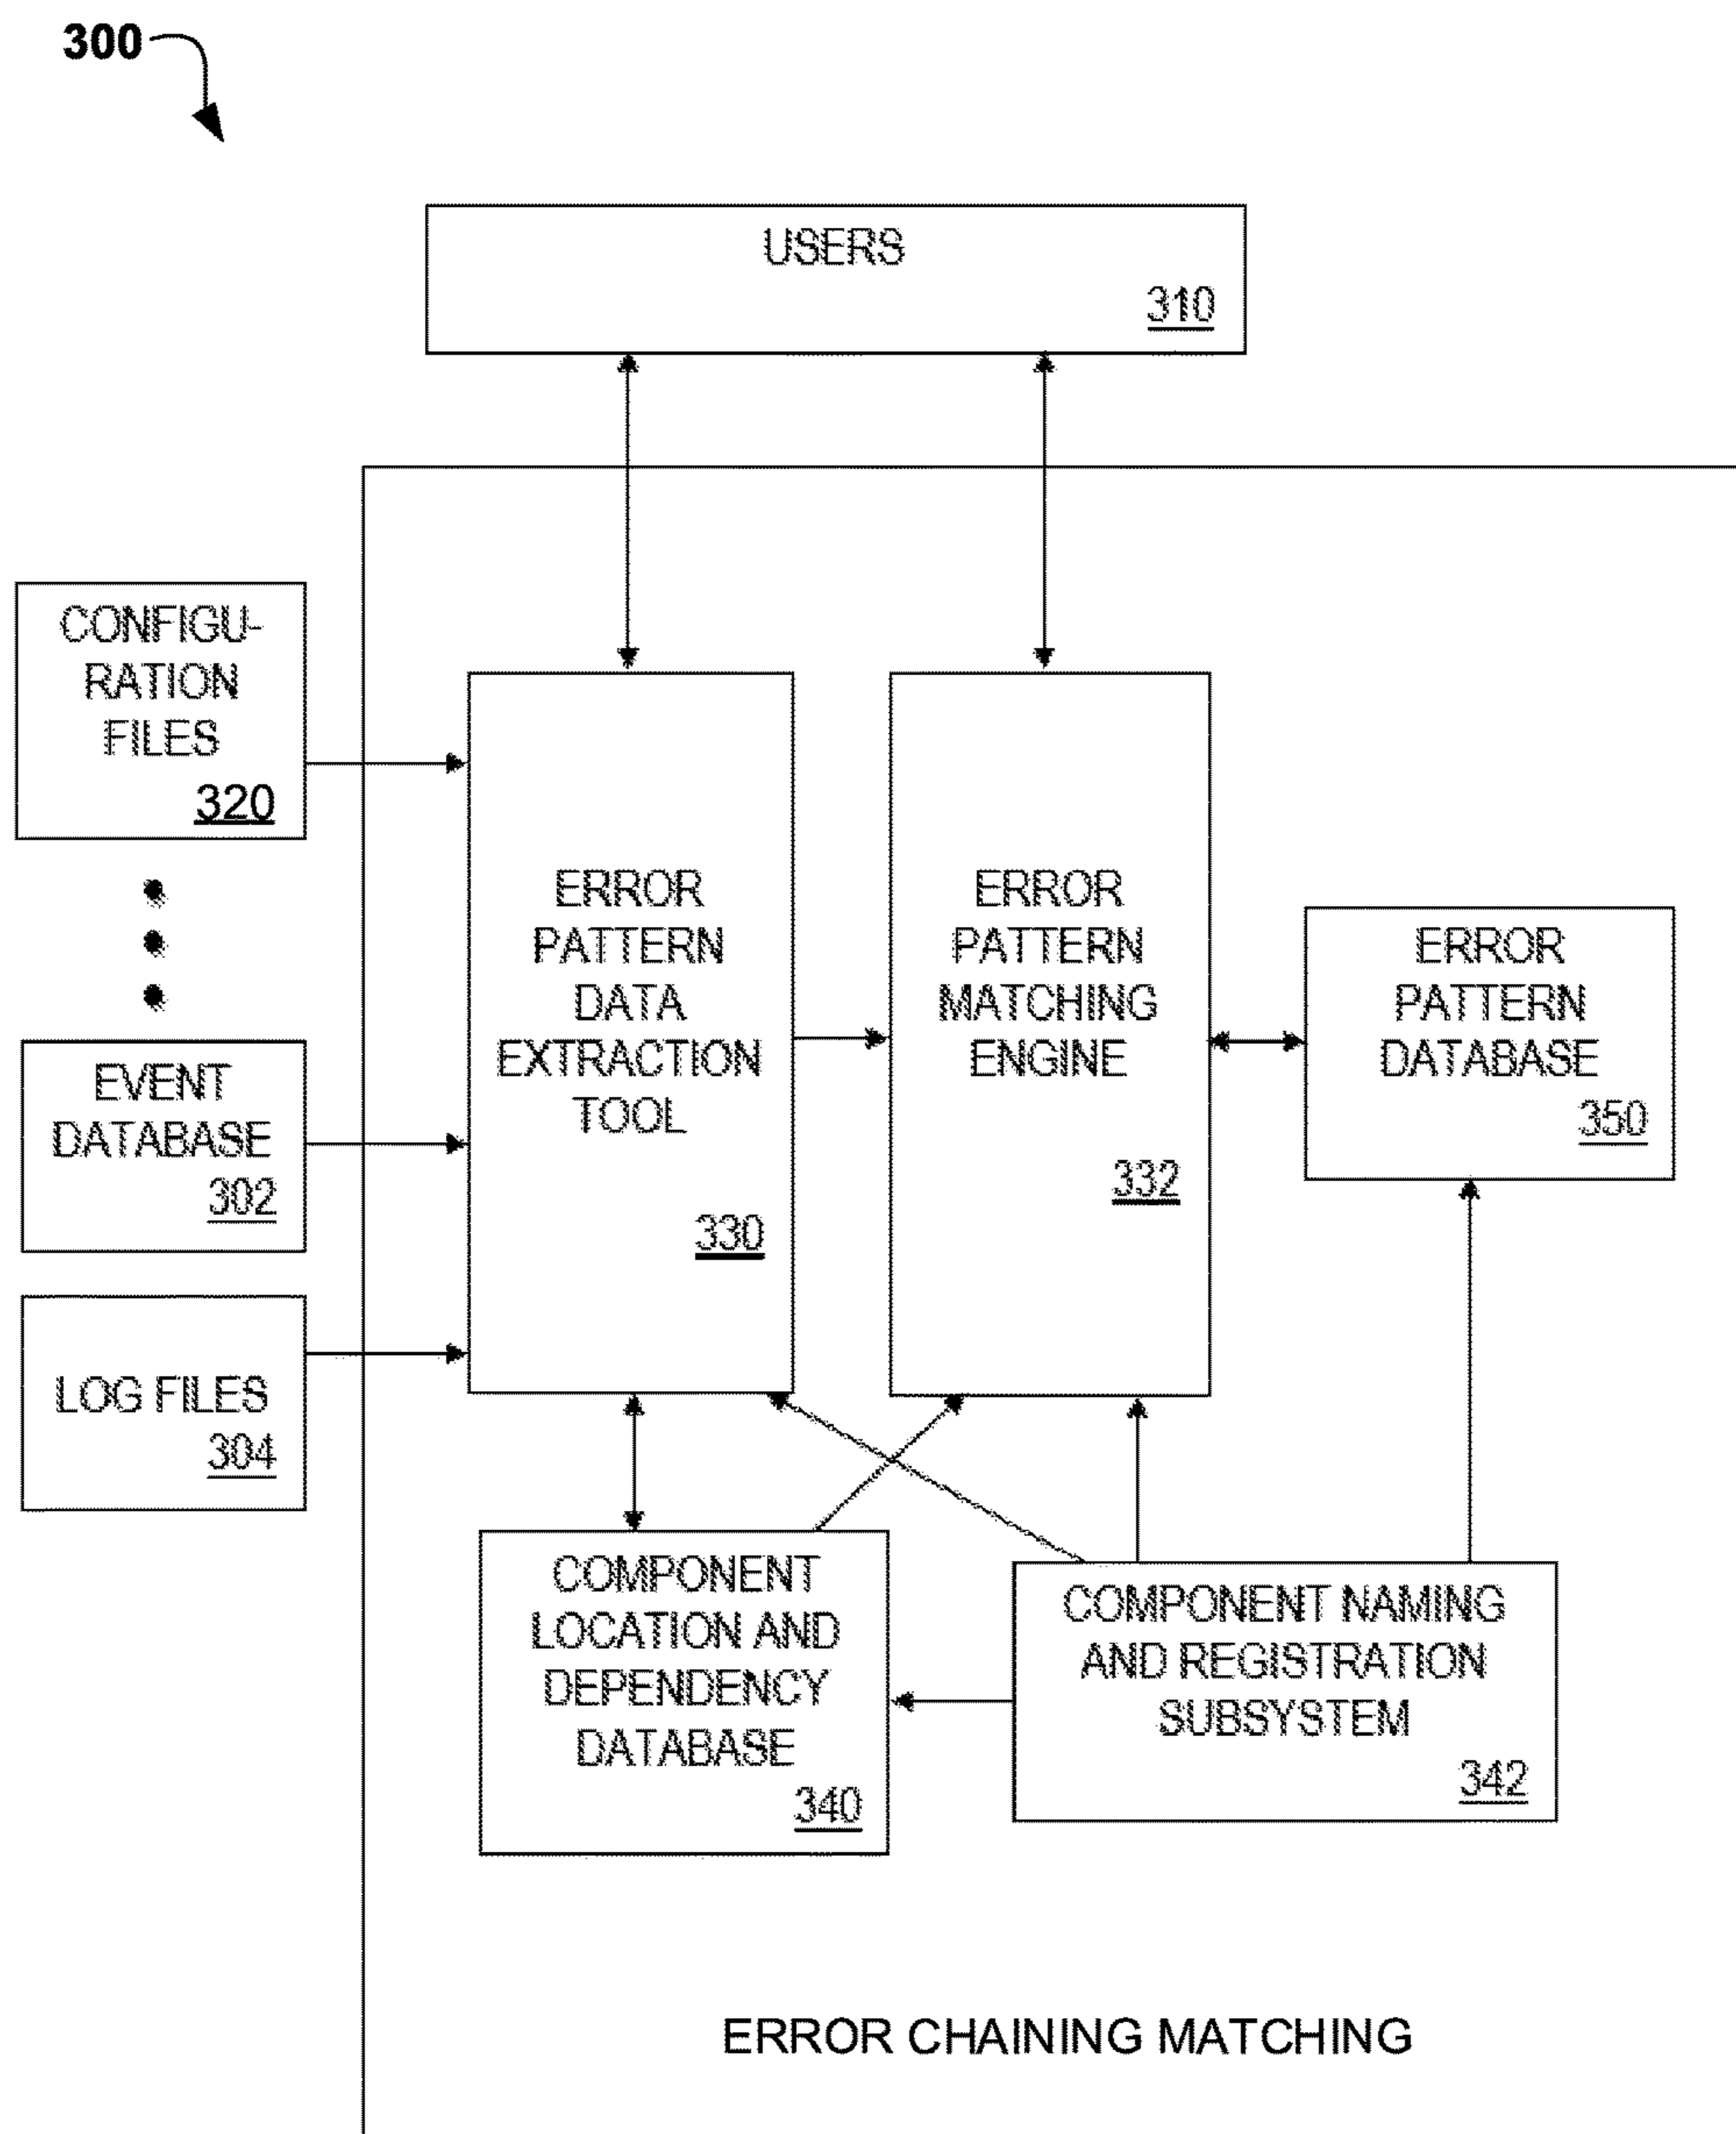 300
USERS
310
CONFIGU-
RATION
FILES
320
EVENT
DATABASE
302
LOG FILES
304
ERROR
PATTERN
DATA
EXTRACTION
TOOL
330
ERROR
PATTERN
MATCHING
ENGINE
332
ERROR
PATTERN
DATABASE
350
COMPONENT
LOCATION AND
DEPENDENCY
DATABASE
340
COMPONENT NAMING
AND REGISTRATION
SUBSYSTEM
342
ERROR CHAINING MATCHING